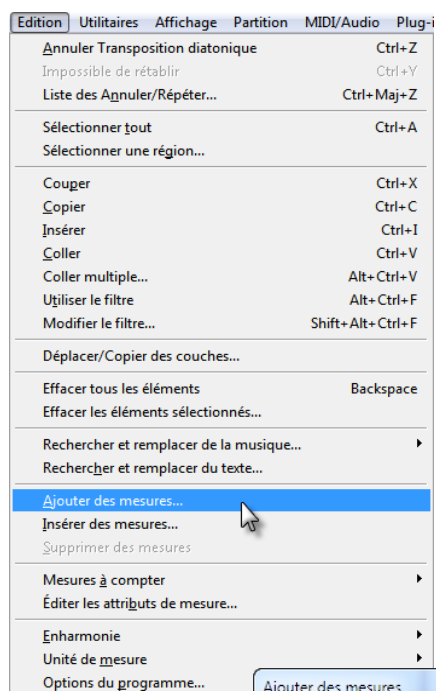 Edition Utilitaires Affichage Partition MIDI/Audio Plug-i
Annuler Transposition diatonique Ctrl+Z
Impossible de rétablir Ctrl+Y
Liste des Annuler/Répéter... Ctrl+Maj+Z
Sélectionner tout Ctrl+A
Sélectionner une région...
Couper Ctrl+X
Copier Ctrl+C
Insérer Ctrl+I
Coller Ctrl+V
Coller multiple... Alt+Ctrl+V
Utiliser le filtre Alt+Ctrl+F
Modifier le filtre... Shift+Alt+Ctrl+F
Déplacer/Copier des couches...
Effacer tous les éléments Backspace
Effacer les éléments sélectionnés...
Rechercher et remplacer de la musique...
Rechercher et remplacer du texte...
Ajouter des mesures...
Insérer des mesures...
Supprimer des mesures
Mesures à compter
Éditer les attributs de mesure...
Enharmonie
Unité de mesure
Options du programme...
Ajouter des mesures